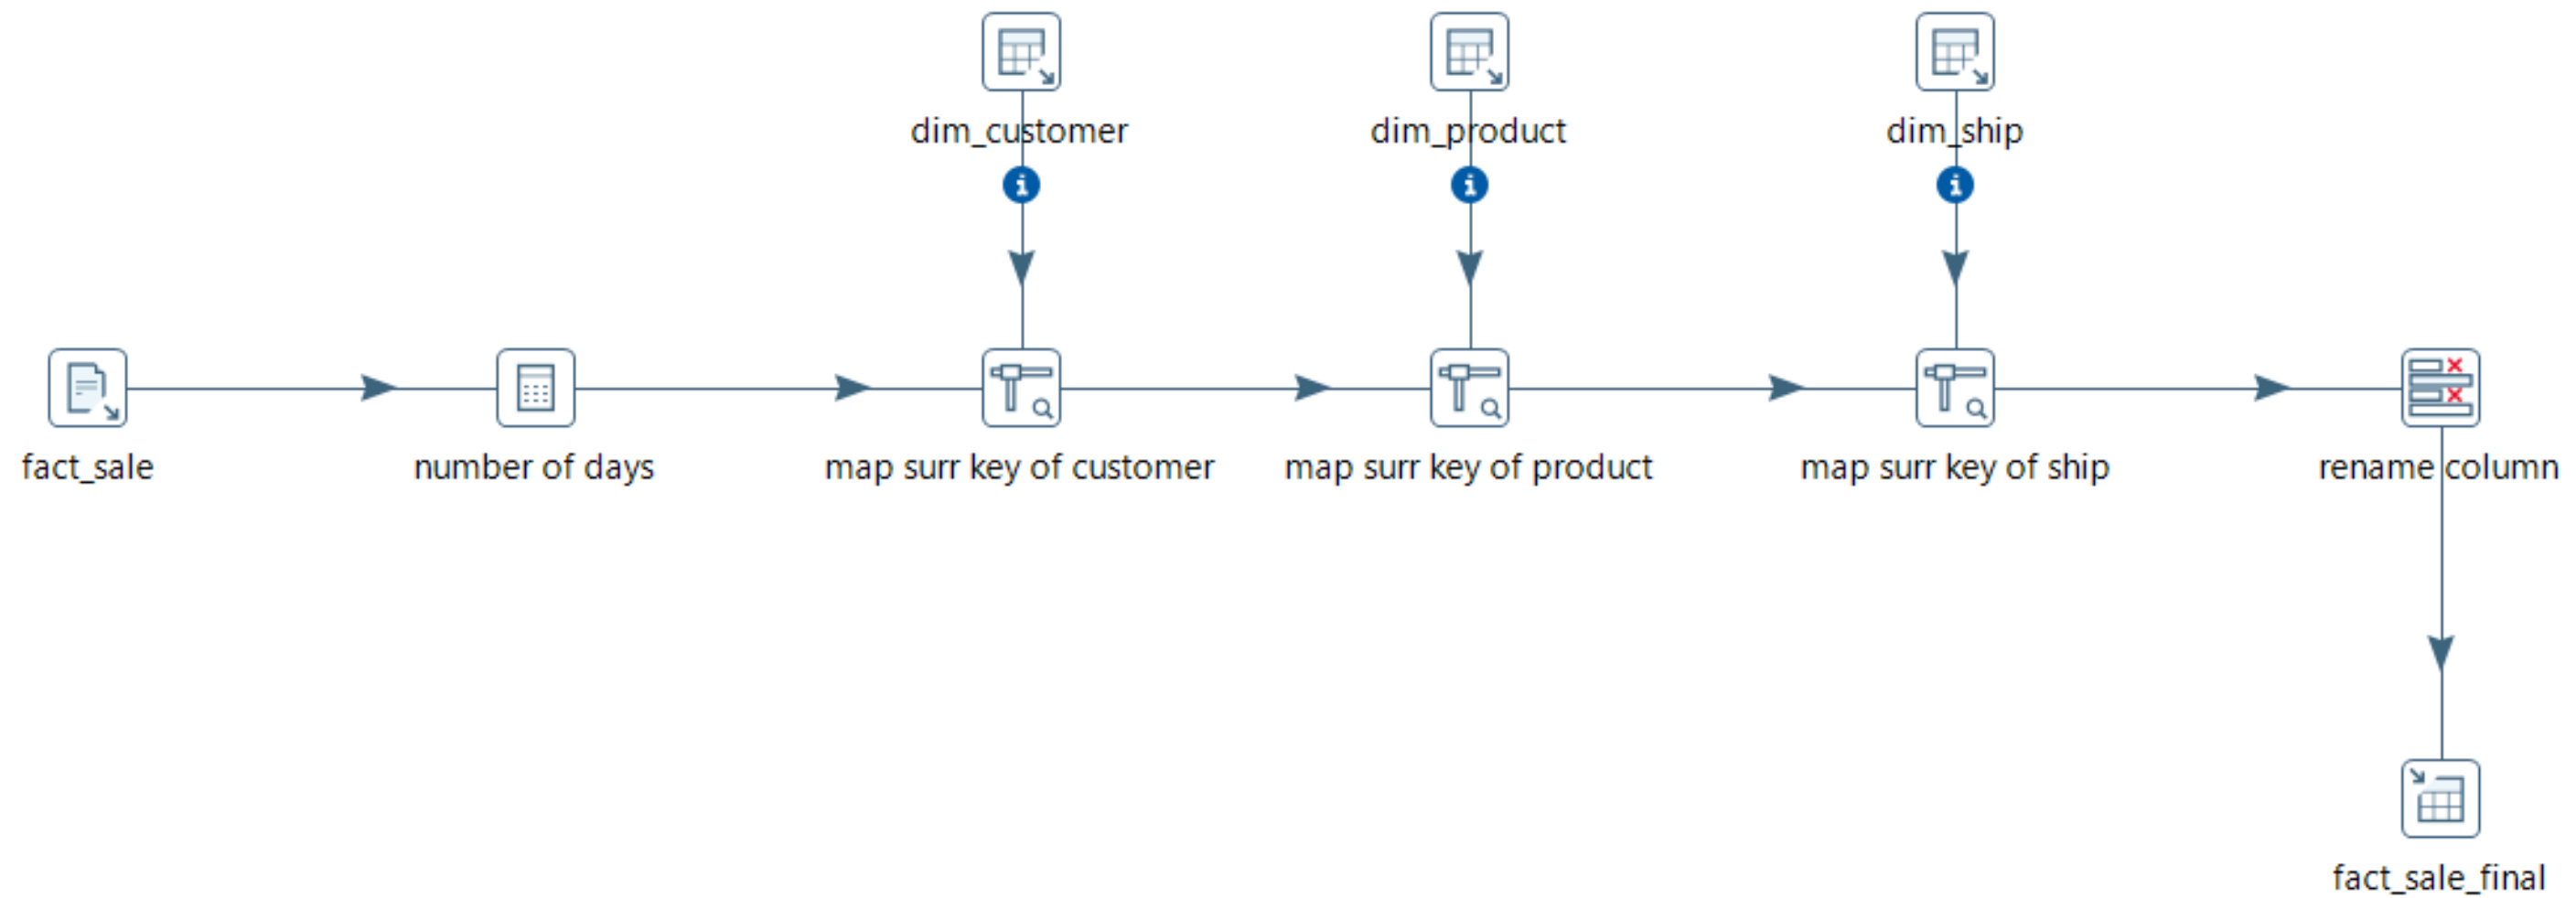 dim_customer
dim_product
dim_ship
fact_sale
number of days
map surr key of customer
map surr key of product
map surr key of ship
rename column
fact_sale_final